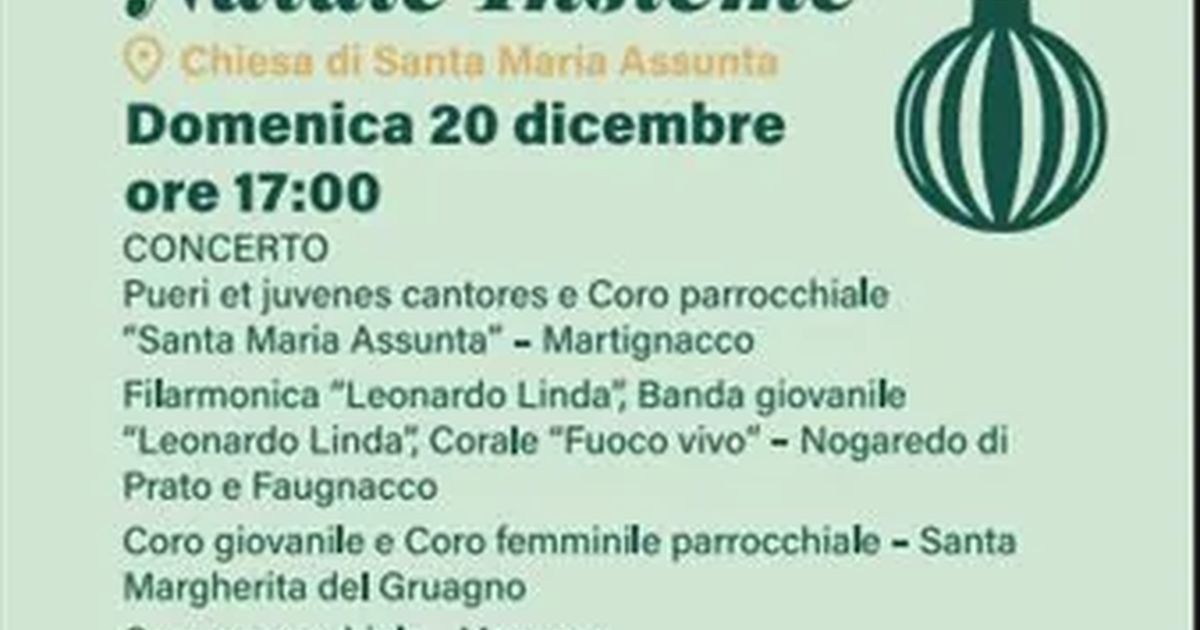 Natale Insieme
Chiesa di Santa Maria Assunta
Domenica 20 dicembre
ore 17:00
CONCERTO
Pueri et juvenes cantores e Coro parrocchiale
“Santa Maria Assunta” – Martignacco
Filarmonica “Leonardo Linda”, Banda giovanile
“Leonardo Linda”, Corale “Fuoco vivo” – Nogaredo di
Prato e Faugnacco
Coro giovanile e Coro femminile parrocchiale – Santa
Margherita del Gruagno